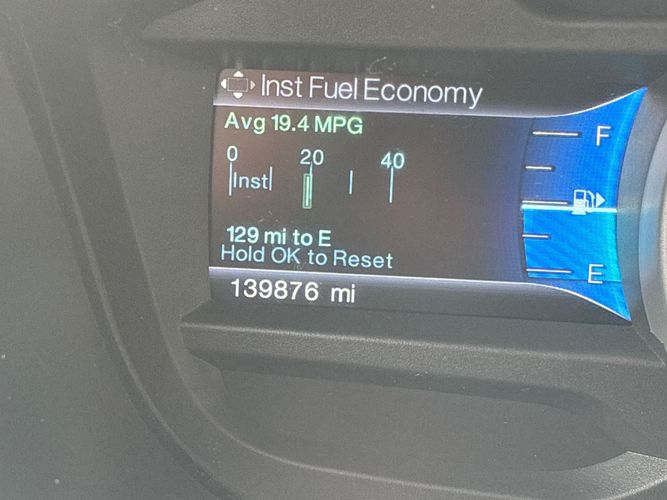 Inst Fuel Economy
Avg 19.4 MPG
F
0 20 40
Inst
129 mi to E
Hold OK to Reset
E
139876 mi